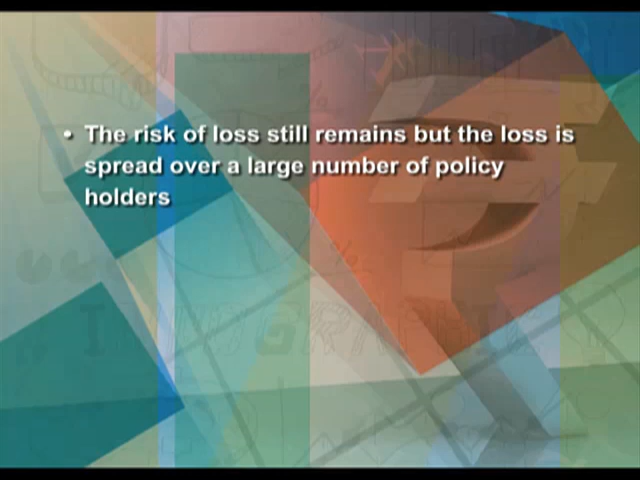 • The risk of loss still remains but the loss is
spread over a large number of policy
holders